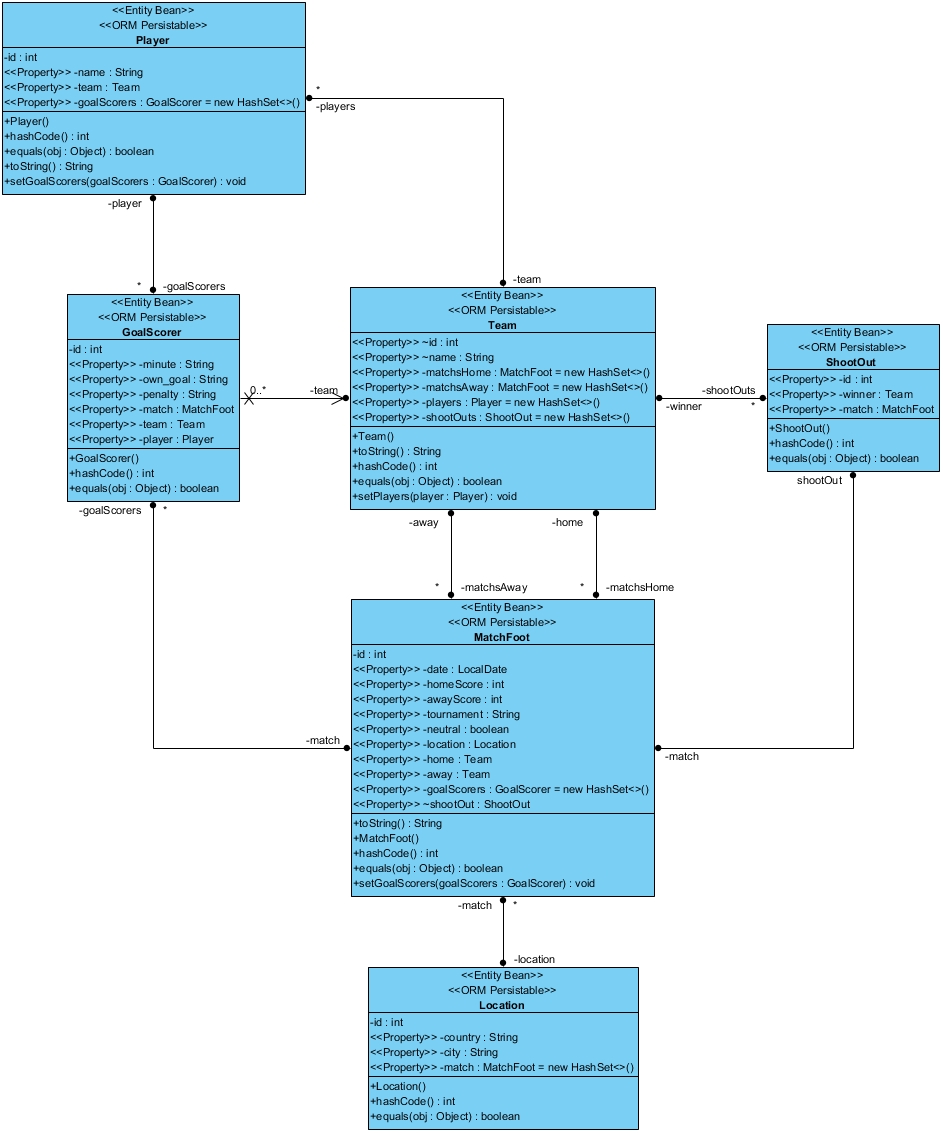 <<Entity Bean>>
<<ORM Persistable>>
Player
-id : int
<<Property>> -name : String
<<Property>> -team : Team
<<Property>> -goalScorers : GoalScorer = new HashSet<>()
+Player()
+hashCode() : int
+equals(obj : Object) : boolean
+toString() : String
+setGoalScorers(goalScorers : GoalScorer) : void
*
-players
-player
*
-goalScorers
-team
<<Entity Bean>>
<<ORM Persistable>>
GoalScorer
-id : int
<<Property>> -minute : String
<<Property>> -own_goal : String
<<Property>> -penalty : String
<<Property>> -match : MatchFoot
<<Property>> -team : Team
<<Property>> -player : Player
+GoalScorer()
+hashCode() : int
+equals(obj : Object) : boolean
0..*
-team
<<Entity Bean>>
<<ORM Persistable>>
Team
<<Property>> ~id : int
<<Property>> ~name : String
<<Property>> -matchsHome : MatchFoot = new HashSet<>()
<<Property>> -matchsAway : MatchFoot = new HashSet<>()
<<Property>> -players : Player = new HashSet<>()
<<Property>> -shootOuts : ShootOut = new HashSet<>()
+Team()
+toString() : String
+hashCode() : int
+equals(obj : Object) : boolean
+setPlayers(player : Player) : void
-shootOuts
-winner
*
<<Entity Bean>>
<<ORM Persistable>>
ShootOut
<<Property>> -id : int
<<Property>> -winner : Team
<<Property>> -match : MatchFoot
+ShootOut()
+hashCode() : int
+equals(obj : Object) : boolean
shootOut
-goalScorers
*
-away
-home
*
-matchsAway
*
-matchsHome
<<Entity Bean>>
<<ORM Persistable>>
MatchFoot
-id : int
<<Property>> -date : LocalDate
<<Property>> -homeScore : int
<<Property>> -awayScore : int
<<Property>> -tournament : String
<<Property>> -neutral : boolean
<<Property>> -location : Location
<<Property>> -home : Team
<<Property>> -away : Team
<<Property>> -goalScorers : GoalScorer = new HashSet<>()
<<Property>> ~shootOut : ShootOut
+toString() : String
+MatchFoot()
+hashCode() : int
+equals(obj : Object) : boolean
+setGoalScorers(goalScorers : GoalScorer) : void
-match
-match
-match
*
-location
<<Entity Bean>>
<<ORM Persistable>>
Location
-id : int
<<Property>> -country : String
<<Property>> -city : String
<<Property>> -match : MatchFoot = new HashSet<>()
+Location()
+hashCode() : int
+equals(obj : Object) : boolean